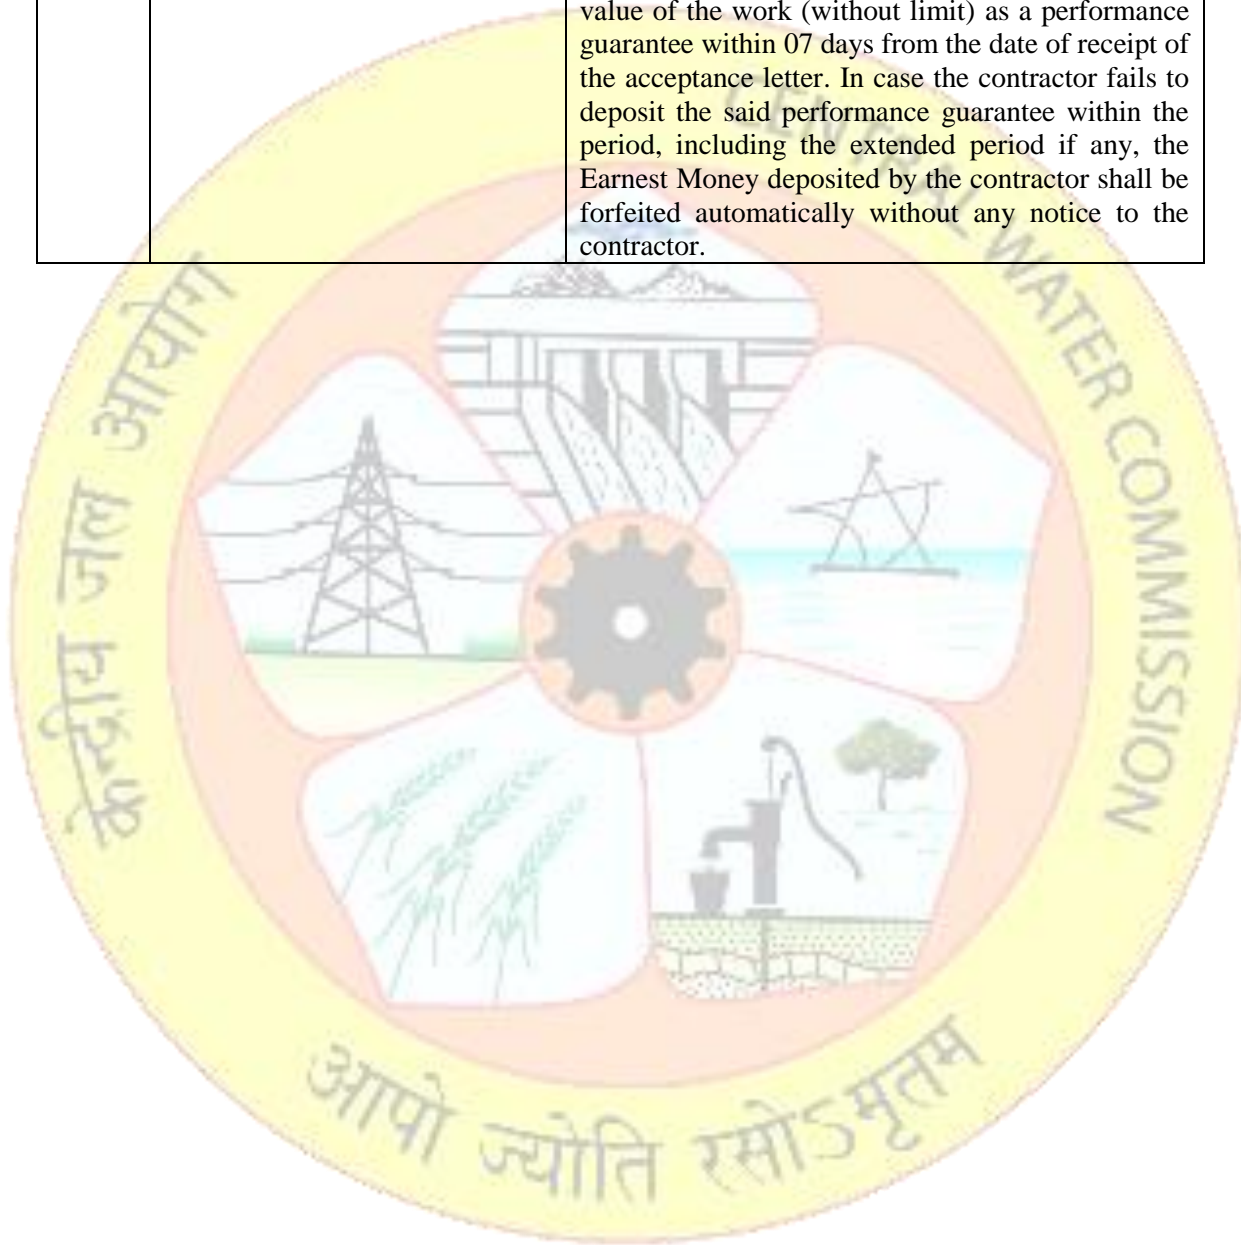 value of the work (without limit) as a performance
guarantee within 07 days from the date of receipt of
the acceptance letter. In case the contractor fails to
deposit the said performance guarantee within the
period, including the extended period if any, the
Earnest Money deposited by the contractor shall be
forfeited automatically without any notice to the
contractor.
केन्द्रीय जल आयोग
CENTRAL WATER COMMISSION
आपो ज्योति रसोऽमृतम